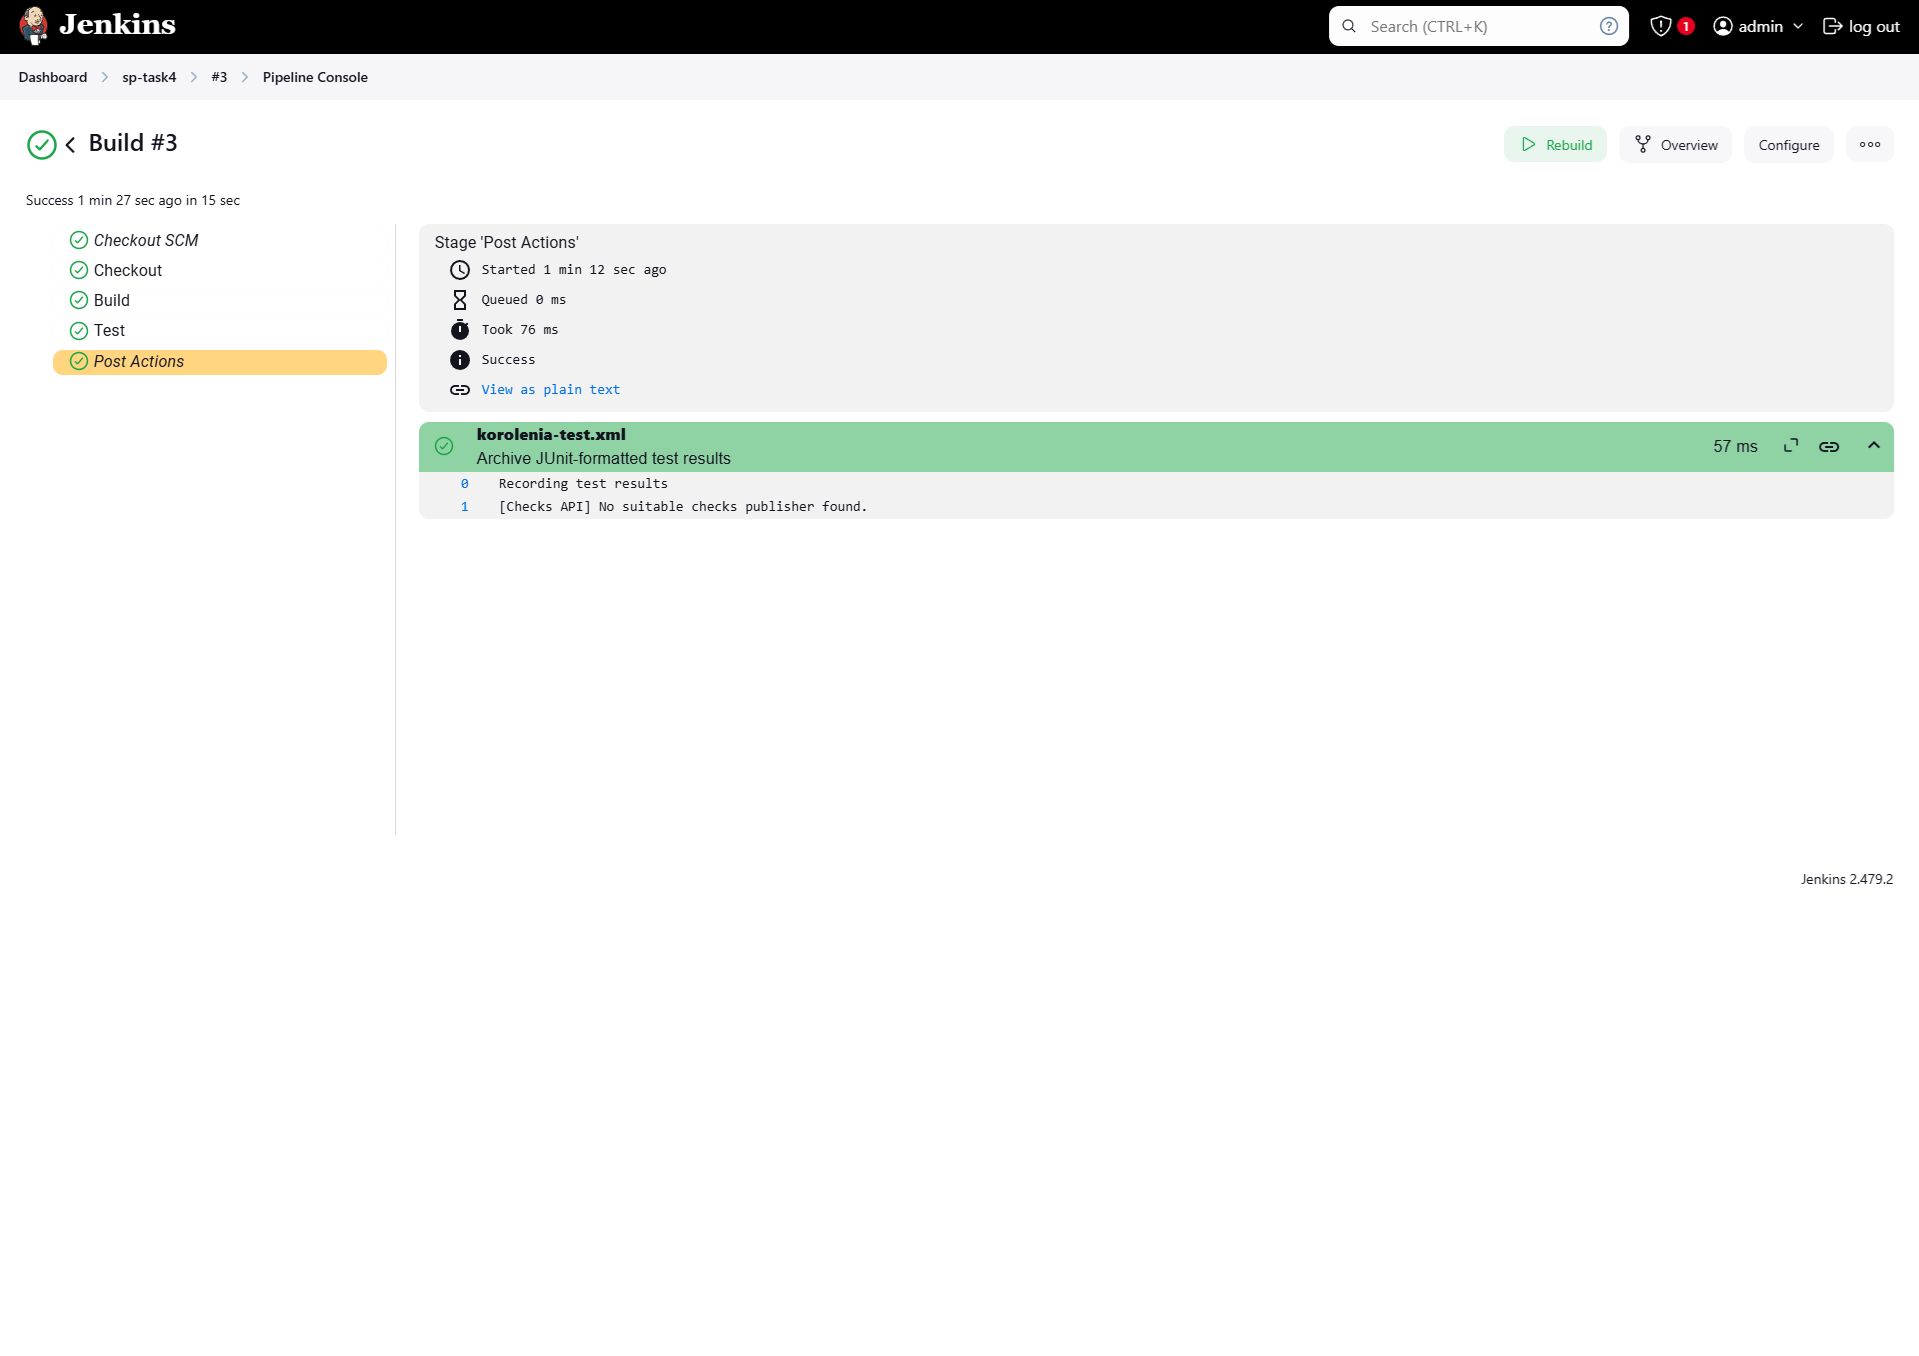 Jenkins
Search (CTRL+K)
?
1
admin
log out
Dashboard
sp-task4
#3
Pipeline Console
Build #3
Rebuild
Overview
Configure
Success 1 min 27 sec ago in 15 sec
Checkout SCM
Checkout
Build
Test
Post Actions
Stage 'Post Actions'
Started 1 min 12 sec ago
Queued 0 ms
Took 76 ms
Success
View as plain text
korolenia-test.xml
Archive JUnit-formatted test results
57 ms
0 Recording test results
1 [Checks API] No suitable checks publisher found.
Jenkins 2.479.2